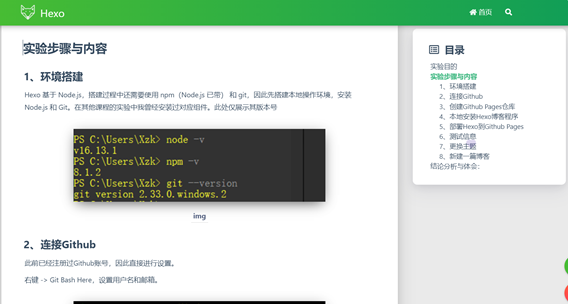 Hexo
首页
实验步骤与内容
1、环境搭建
Hexo 基于 Node.js，搭建过程中还需要使用 npm（Node.js 已带） 和 git，因此先搭建本地操作环境，安装
Node.js 和 Git。在其他课程的实验中我曾经安装过对应组件。此处仅展示其版本号
PS C:\Users\Xzk> node -v
v16.13.1
PS C:\Users\Xzk> npm -v
8.1.2
PS C:\Users\Xzk> git --version
git version 2.33.0.windows.2
img
2、连接Github
此前已经注册过Github账号，因此直接进行设置。
右键 -> Git Bash Here，设置用户名和邮箱。
目录
实验目的
实验步骤与内容
1、环境搭建
2、连接Github
3、创建Github Pages仓库
4、本地安装Hexo博客程序
5、部署Hexo到Github Pages
6、测试信息
7、更换主题
8、新建一篇博客
结论分析与体会：